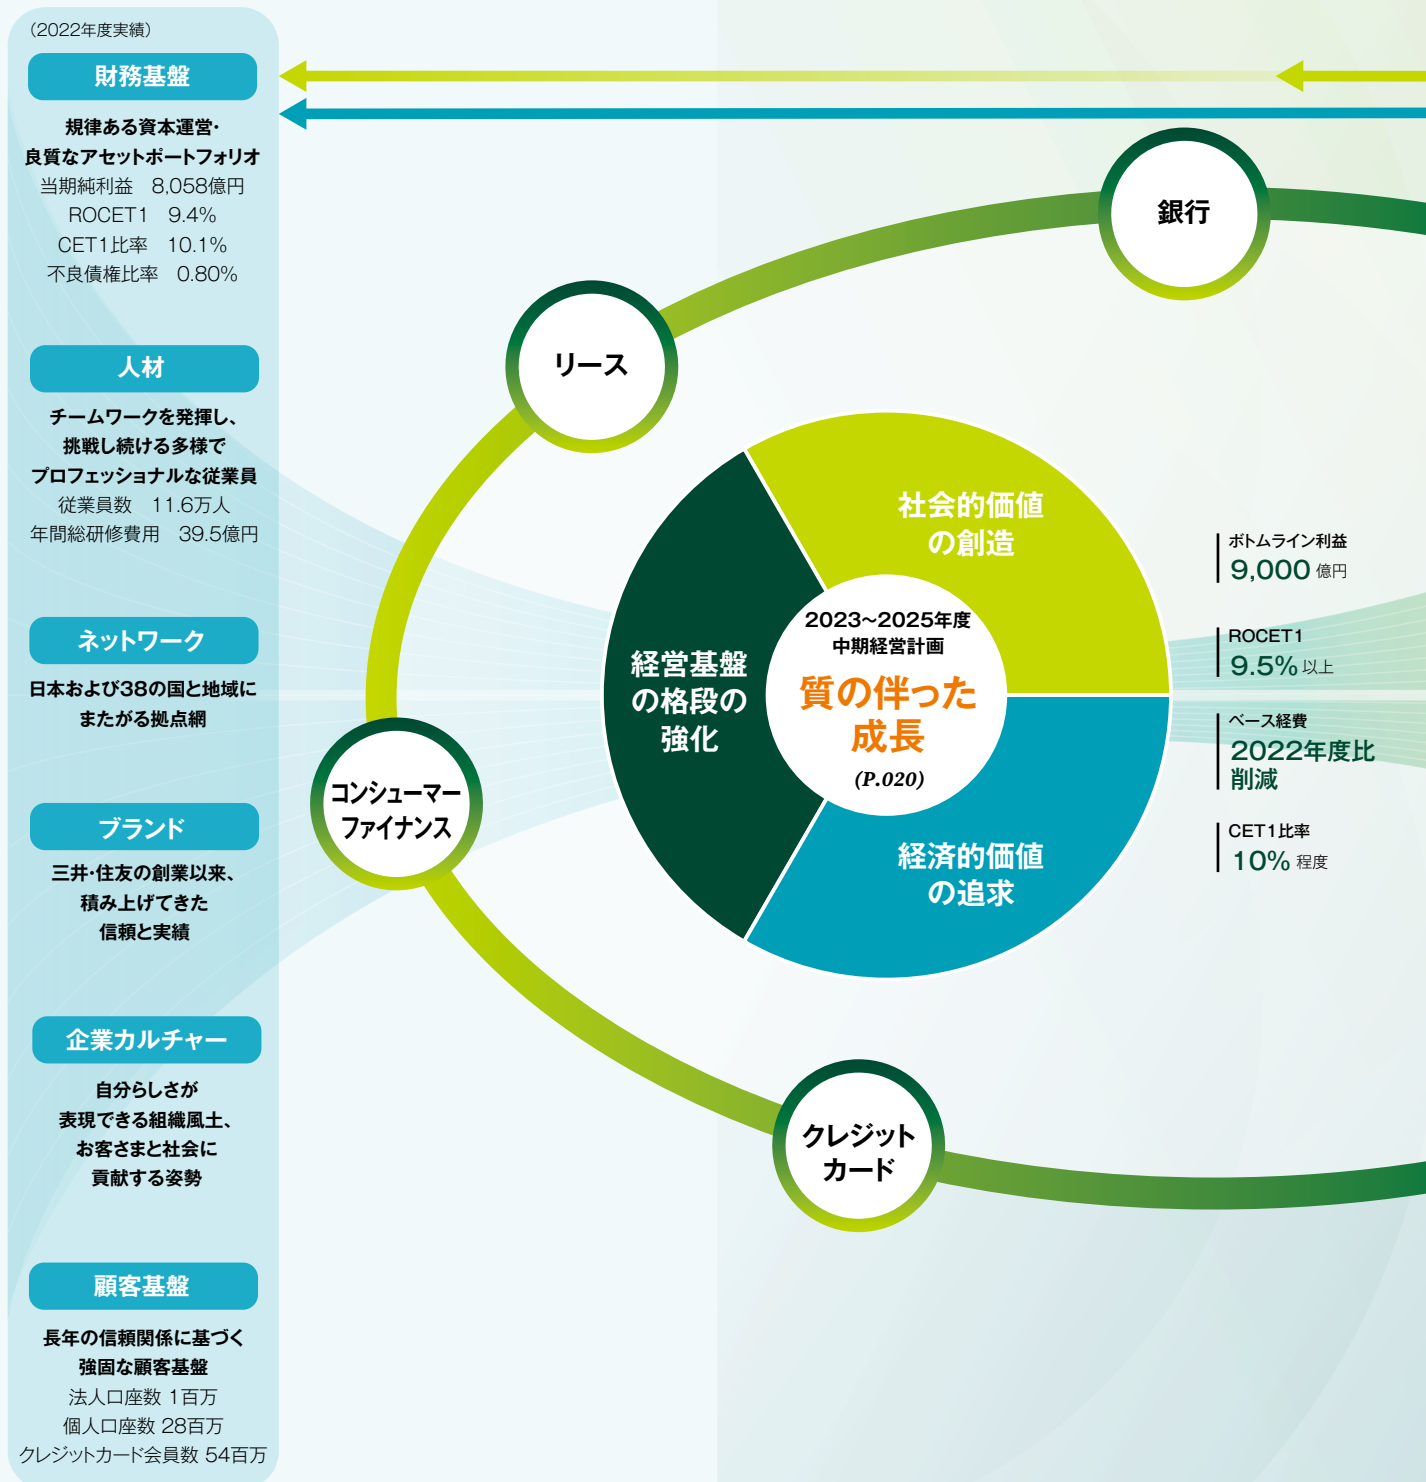 （2022年度実績）
財務基盤
規律ある資本運営・
良質なアセットポートフォリオ
当期純利益　8,058億円
ROCET1　9.4%
CET1比率　10.1%
不良債権比率　0.80%
人材
チームワークを発揮し、
挑戦し続ける多様で
プロフェッショナルな従業員
従業員数　11.6万人
年間総研修費用　39.5億円
ネットワーク
日本および38の国と地域に
またがる拠点網
ブランド
三井・住友の創業以来、
積み上げてきた
信頼と実績
企業カルチャー
自分らしさが
表現できる組織風土、
お客さまと社会に
貢献する姿勢
顧客基盤
長年の信頼関係に基づく
強固な顧客基盤
法人口座数 1百万
個人口座数 28百万
クレジットカード会員数 54百万
銀行
リース
コンシューマー
ファイナンス
クレジット
カード
社会的価値
の創造
経営基盤
の格段の
強化
経済的価値
の追求
2023～2025年度
中期経営計画
質の伴った
成長
(P.020)
ボトムライン利益
9,000 億円
ROCET1
9.5% 以上
ベース経費
2022年度比
削減
CET1比率
10% 程度